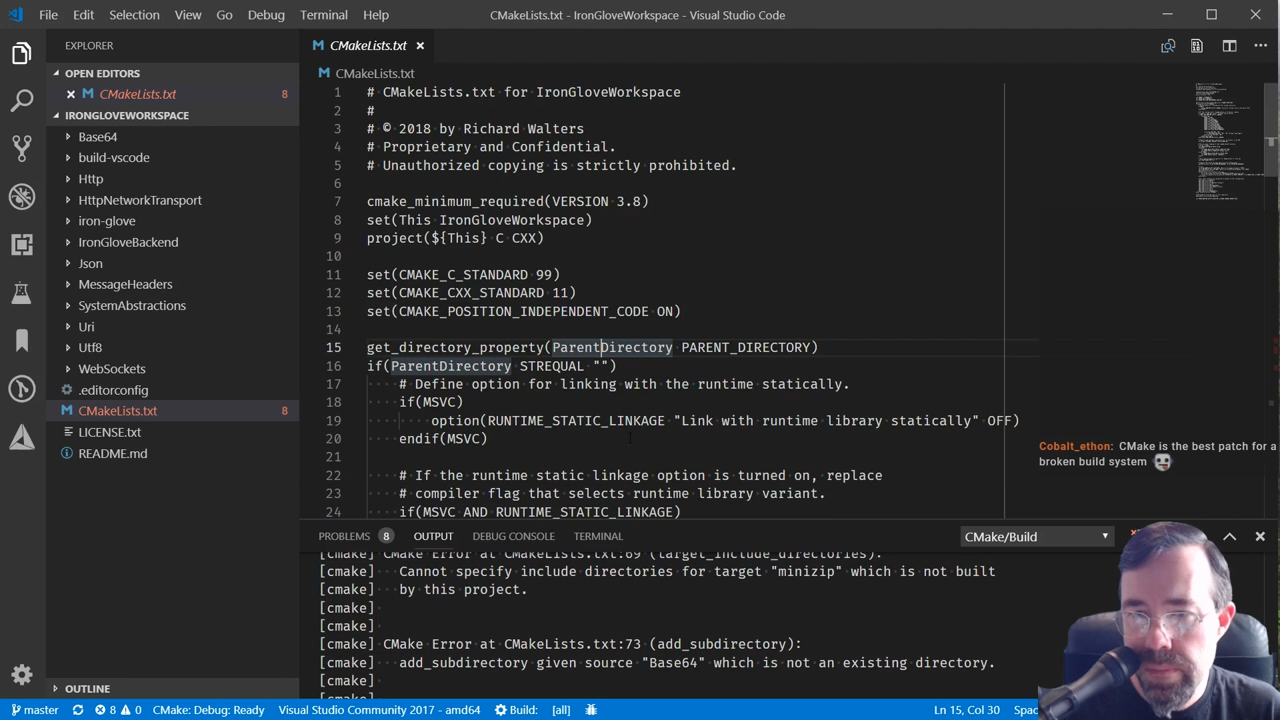 File Edit Selection View Go Debug Terminal Help
CMakeLists.txt - IronGloveWorkspace - Visual Studio Code
EXPLORER
OPEN EDITORS
CMakeLists.txt 8
IRONGLOVEWORKSPACE
Base64
build-vscode
Http
HttpNetworkTransport
iron-glove
IronGloveBackend
Json
MessageHeaders
SystemAbstractions
Uri
Utf8
WebSockets
.editorconfig
CMakeLists.txt 8
LICENSE.txt
README.md
OUTLINE
CMakeLists.txt
CMakeLists.txt
1 # CMakeLists.txt for IronGloveWorkspace
2 #
3 # © 2018 by Richard Walters
4 # Proprietary and Confidential.
5 # Unauthorized copying is strictly prohibited.
6
7 cmake_minimum_required(VERSION 3.8)
8 set(This IronGloveWorkspace)
9 project(${This} C CXX)
10
11 set(CMAKE_C_STANDARD 99)
12 set(CMAKE_CXX_STANDARD 11)
13 set(CMAKE_POSITION_INDEPENDENT_CODE ON)
14
15 get_directory_property(ParentDirectory PARENT_DIRECTORY)
16 if(ParentDirectory STREQUAL "")
17 # Define option for linking with the runtime statically.
18 if(MSVC)
19 option(RUNTIME_STATIC_LINKAGE "Link with runtime library statically" OFF)
20 endif(MSVC)
21
22 # If the runtime static linkage option is turned on, replace
23 # compiler flag that selects runtime library variant.
24 if(MSVC AND RUNTIME_STATIC_LINKAGE)
Cobalt_ethon: CMake is the best patch for a
broken build system
PROBLEMS 8 OUTPUT DEBUG CONSOLE TERMINAL CMake/Build
[cmake] CMake Error at CMakeLists.txt:69 (target_include_directories):
[cmake] Cannot specify include directories for target "minizip" which is not built
[cmake] by this project.
[cmake]
[cmake]
[cmake] CMake Error at CMakeLists.txt:73 (add_subdirectory):
[cmake] add_subdirectory given source "Base64" which is not an existing directory.
[cmake]
[cmake]
master 8 0 CMake: Debug: Ready Visual Studio Community 2017 - amd64 Build: [all] Ln 15, Col 30